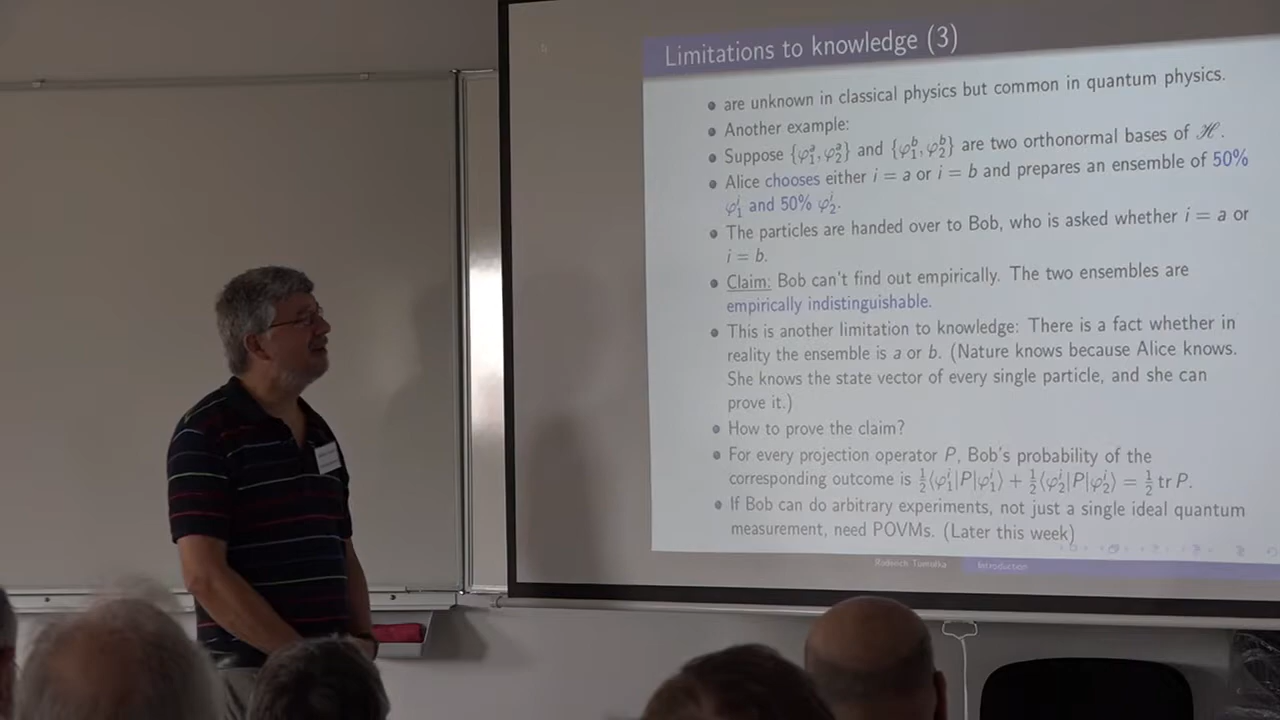 Limitations to knowledge (3)
• are unknown in classical physics but common in quantum physics.
• Another example:
• Suppose {φ₁ᵃ, φ₂ᵃ} and {φ₁ᵇ, φ₂ᵇ} are two orthonormal bases of ℋ.
• Alice chooses either i = a or i = b and prepares an ensemble of 50%
φ₁ⁱ and 50% φ₂ⁱ.
• The particles are handed over to Bob, who is asked whether i = a or
i = b.
• Claim: Bob can't find out empirically. The two ensembles are
empirically indistinguishable.
• This is another limitation to knowledge: There is a fact whether in
reality the ensemble is a or b. (Nature knows because Alice knows.
She knows the state vector of every single particle, and she can
prove it.)
• How to prove the claim?
• For every projection operator P, Bob's probability of the
corresponding outcome is ½⟨φ₁ⁱ|P|φ₁ⁱ⟩ + ½⟨φ₂ⁱ|P|φ₂ⁱ⟩ = ½ tr P.
• If Bob can do arbitrary experiments, not just a single ideal quantum
measurement, need POVMs. (Later this week)
Roderich Tumulka Introduction